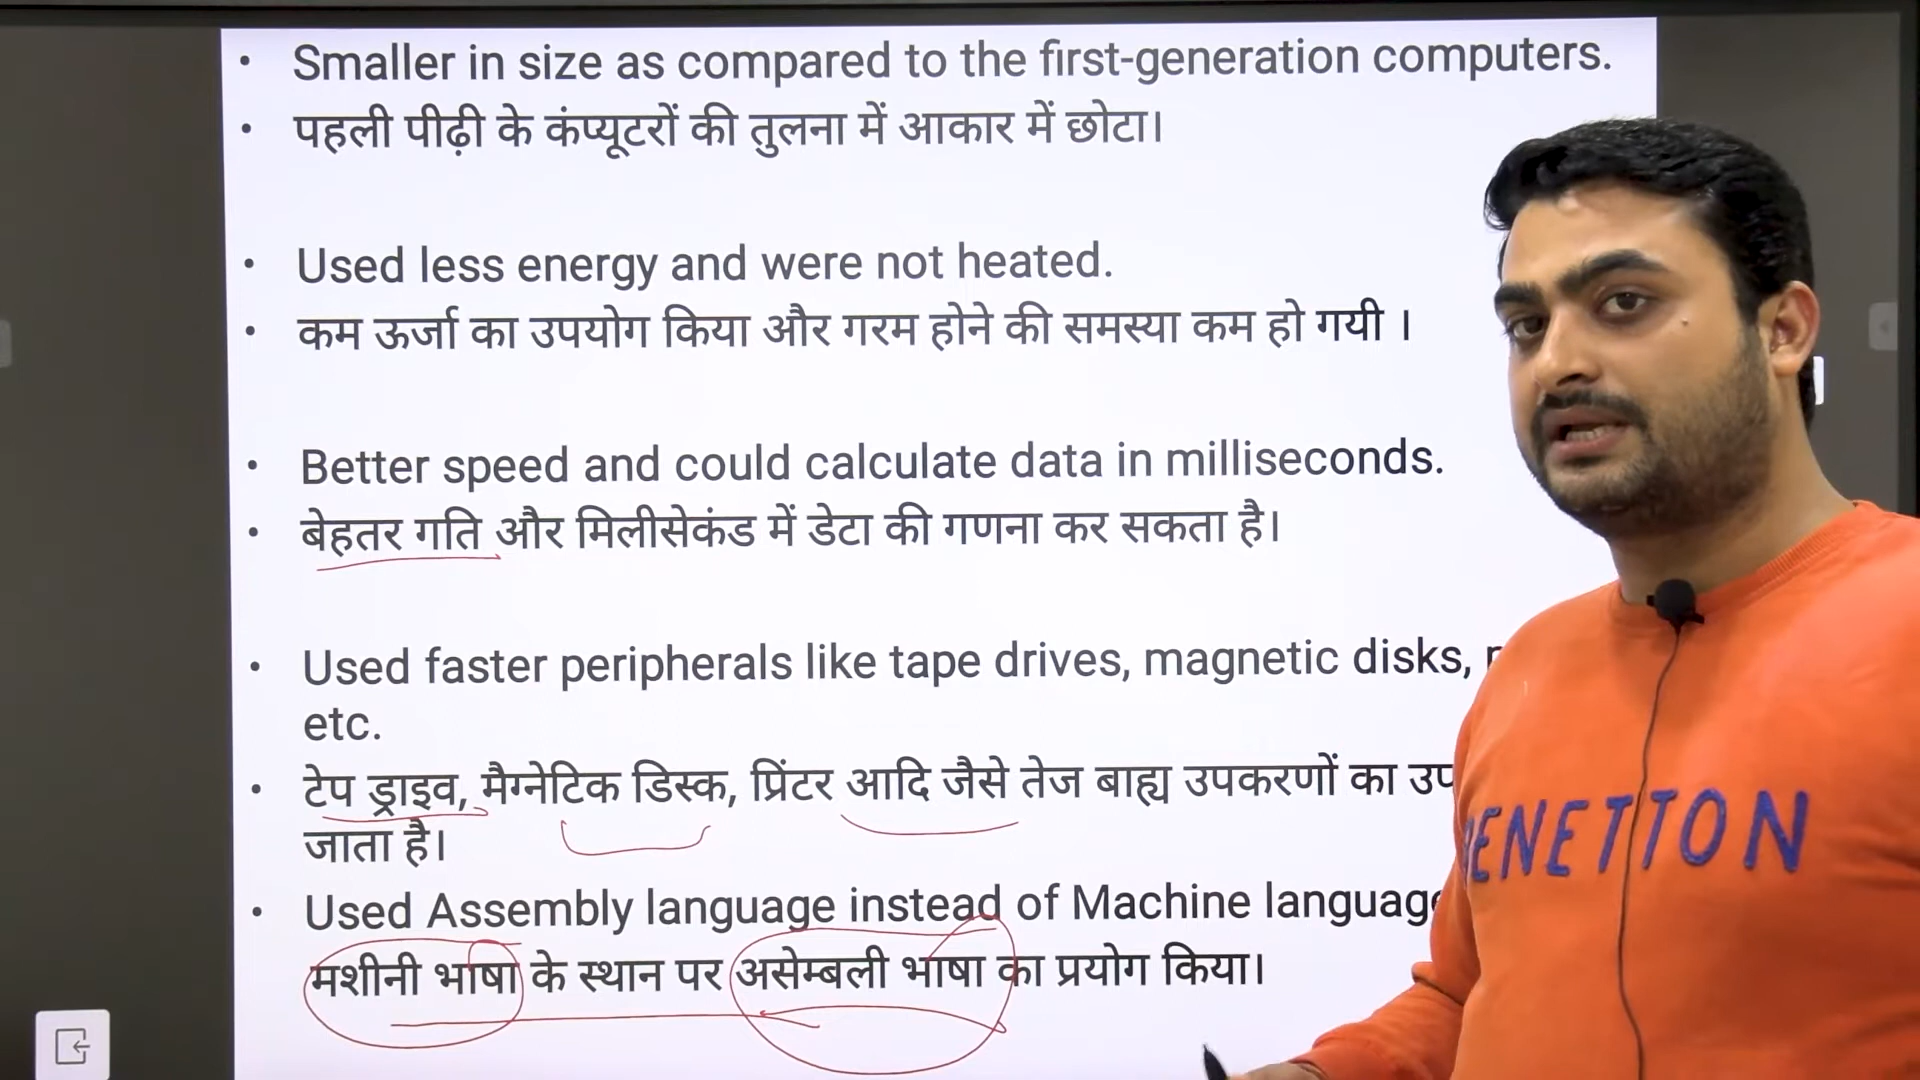 • Smaller in size as compared to the first-generation computers.
• पहली पीढ़ी के कंप्यूटरों की तुलना में आकार में छोटा।
• Used less energy and were not heated.
• कम ऊर्जा का उपयोग किया और गरम होने की समस्या कम हो गयी ।
• Better speed and could calculate data in milliseconds.
• बेहतर गति और मिलीसेकंड में डेटा की गणना कर सकता है।
• Used faster peripherals like tape drives, magnetic disks,
etc.
• टेप ड्राइव, मैग्नेटिक डिस्क, प्रिंटर आदि जैसे तेज बाह्य उपकरणों का
जाता है।
• Used Assembly language instead of Machine language
मशीनी भाषा के स्थान पर असेम्बली भाषा का प्रयोग किया।
ENETTON